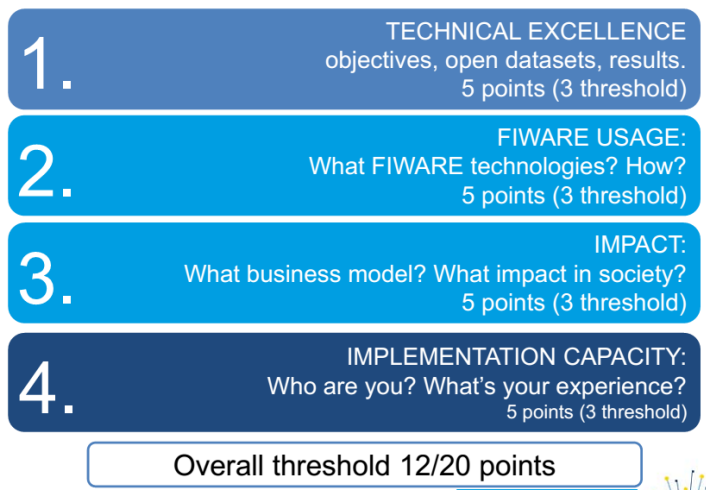 1.
TECHNICAL EXCELLENCE
objectives, open datasets, results.
5 points (3 threshold)
2.
FIWARE USAGE:
What FIWARE technologies? How?
5 points (3 threshold)
3.
IMPACT:
What business model? What impact in society?
5 points (3 threshold)
4.
IMPLEMENTATION CAPACITY:
Who are you? What's your experience?
5 points (3 threshold)
Overall threshold 12/20 points